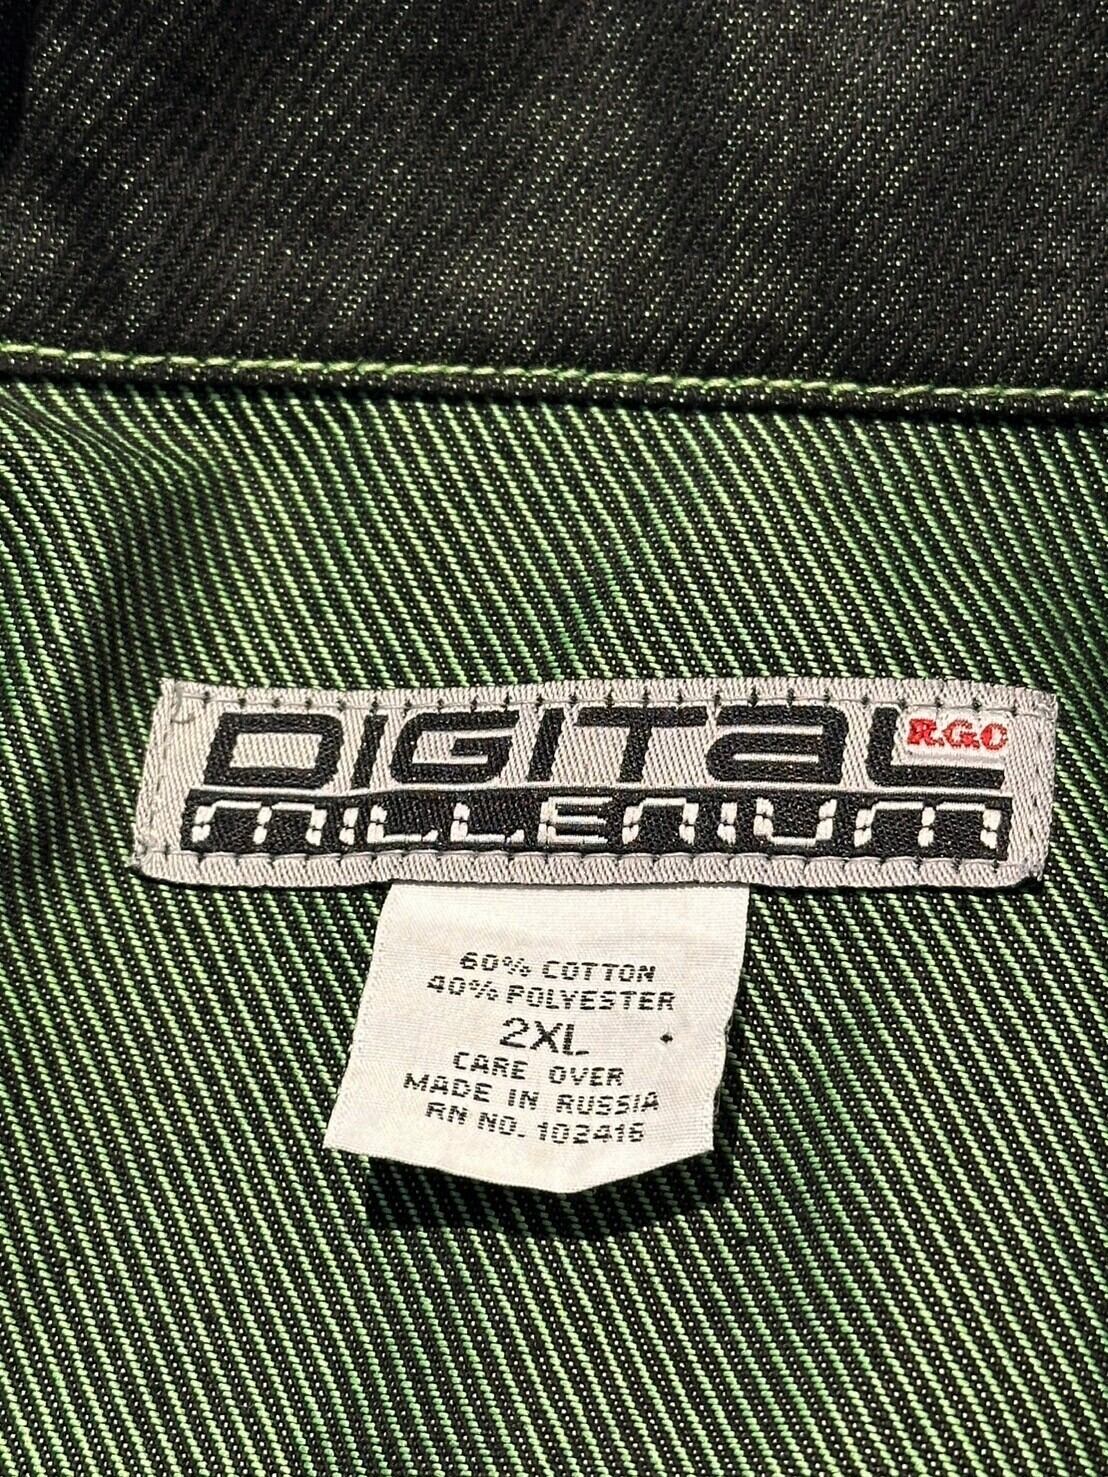 DIGITAL R.G.O
MILLENIUM
60% COTTON
40% POLYESTER
2XL
CARE OVER
MADE IN RUSSIA
RN NO. 102416